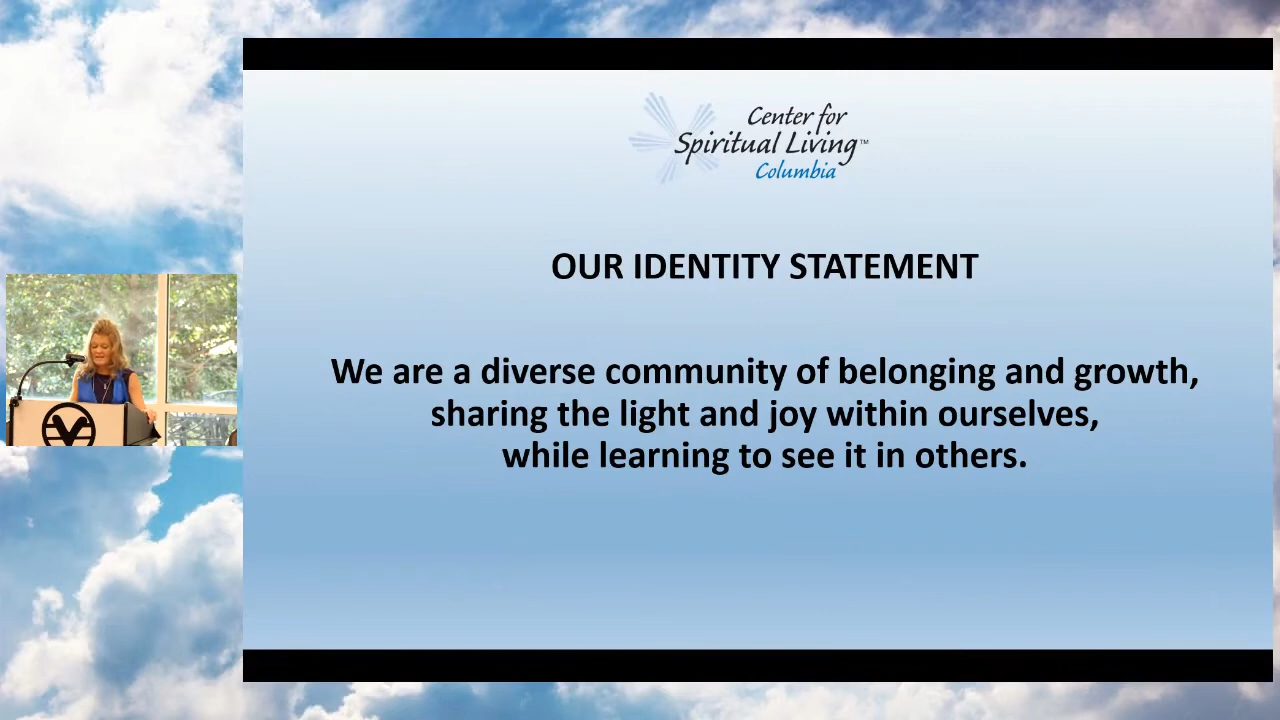 Center for
Spiritual Living™
Columbia
OUR IDENTITY STATEMENT
We are a diverse community of belonging and growth,
sharing the light and joy within ourselves,
while learning to see it in others.